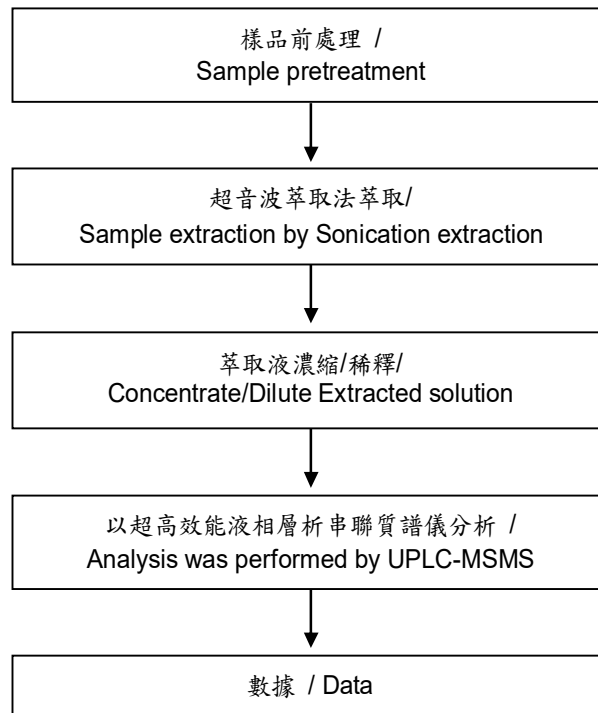 樣品前處理 /
Sample pretreatment
超音波萃取法萃取/
Sample extraction by Sonication extraction
萃取液濃縮/稀釋/
Concentrate/Dilute Extracted solution
以超高效能液相層析串聯質譜儀分析 /
Analysis was performed by UPLC-MSMS
數據 / Data